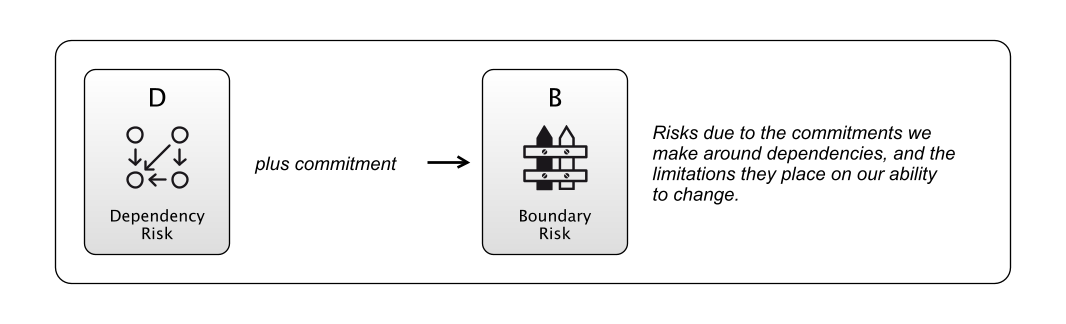 D
Dependency
Risk
plus commitment
B
Boundary
Risk
Risks due to the commitments we
make around dependencies, and the
limitations they place on our ability
to change.